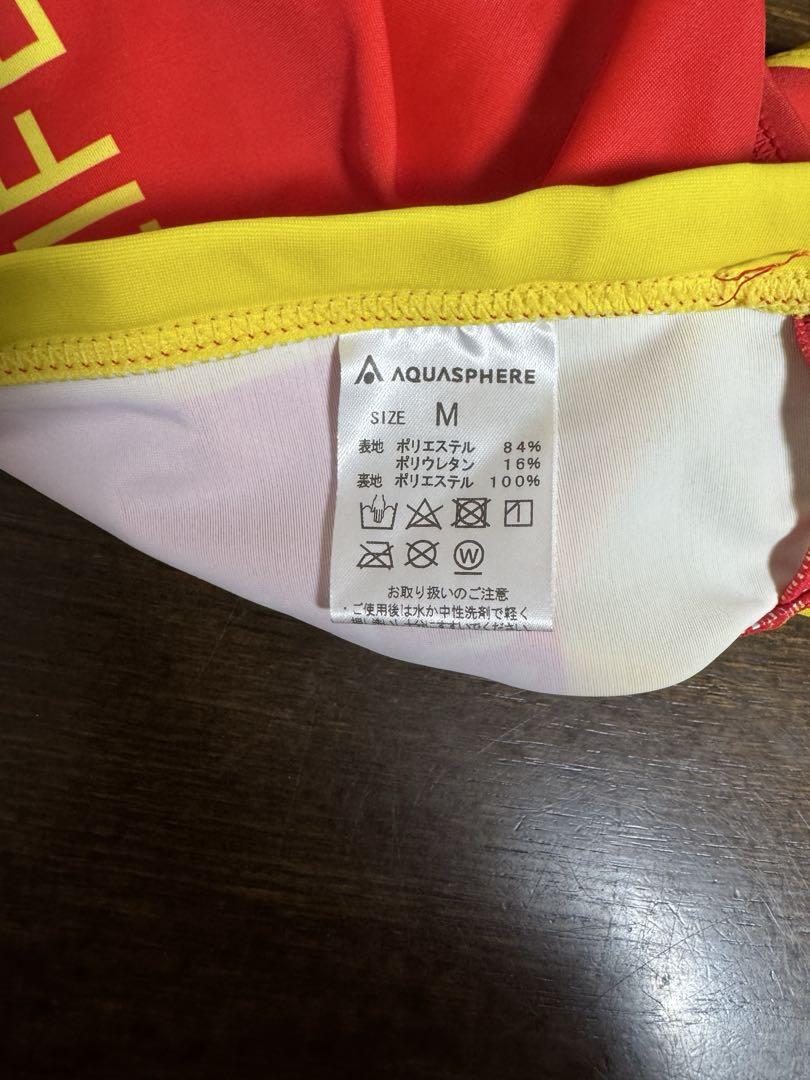 AQUASPHERE
SIZE M
表地 ポリエステル 84%
ポリウレタン 16%
裏地 ポリエステル 100%
W
お取り扱いのご注意
・ご使用後は水か中性洗剤で軽く